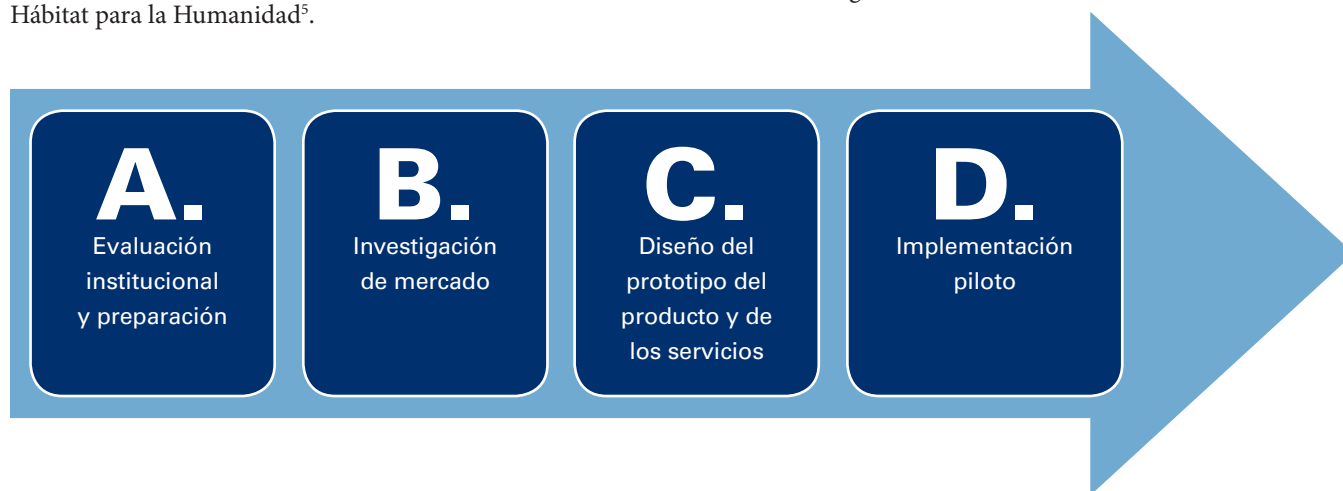 Hábitat para la Humanidad⁵.
A.
Evaluación
institucional
y preparación
B.
Investigación
de mercado
C.
Diseño del
prototipo del
producto y de
los servicios
D.
Implementación
piloto